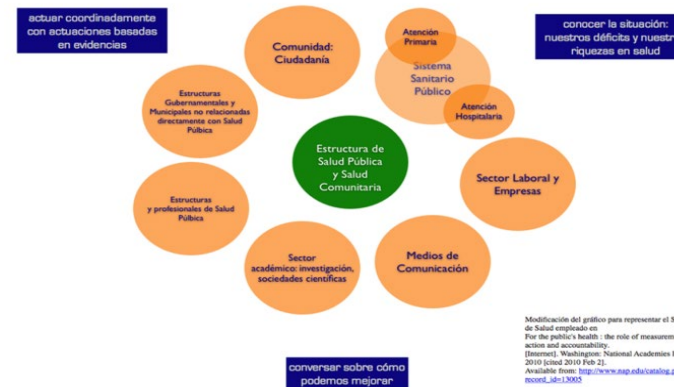 actuar coordinadamente
con actuaciones basadas
en evidencias
conocer la situación:
nuestros déficits y nuestr
riquezas en salud
Comunidad:
Ciudadanía
Atención
Primaria
Sistema
Sanitario
Público
Atención
Hospitalaria
Estructuras
Gubernamentales y
Municipales no relacionadas
directamente con Salud
Públbica
Estructura de
Salud Pública
y Salud
Comunitaria
Sector Laboral y
Empresas
Estructuras
y profesionales de Salud
Púlbica
Sector
académico: investigación,
sociedades científicas
Medios de
Comunicación
Modificación del gráfico para representar el S
de Salud empleado en
For the public's health : the role of measurem
action and accountability.
[Internet]. Washington: National Academies
2010 [cited 2010 Feb 2].
Available from: http://www.nap.edu/catalog.p
record_id=13005
conversar sobre cómo
podemos mejorar